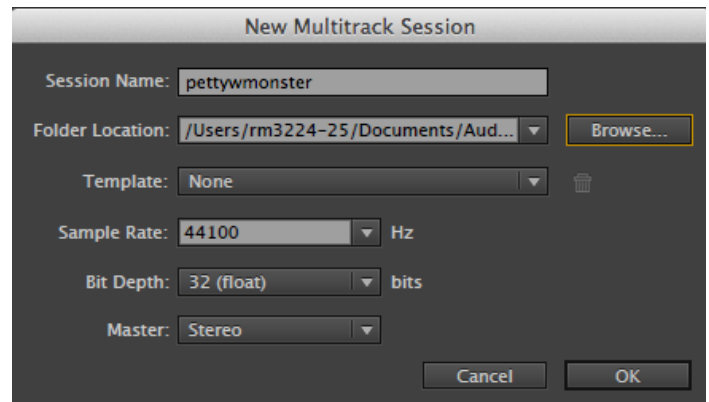 New Multitrack Session
Session Name: pettywmonster
Folder Location: /Users/rm3224-25/Documents/Aud... Browse...
Template: None
Sample Rate: 44100 Hz
Bit Depth: 32 (float) bits
Master: Stereo
Cancel OK